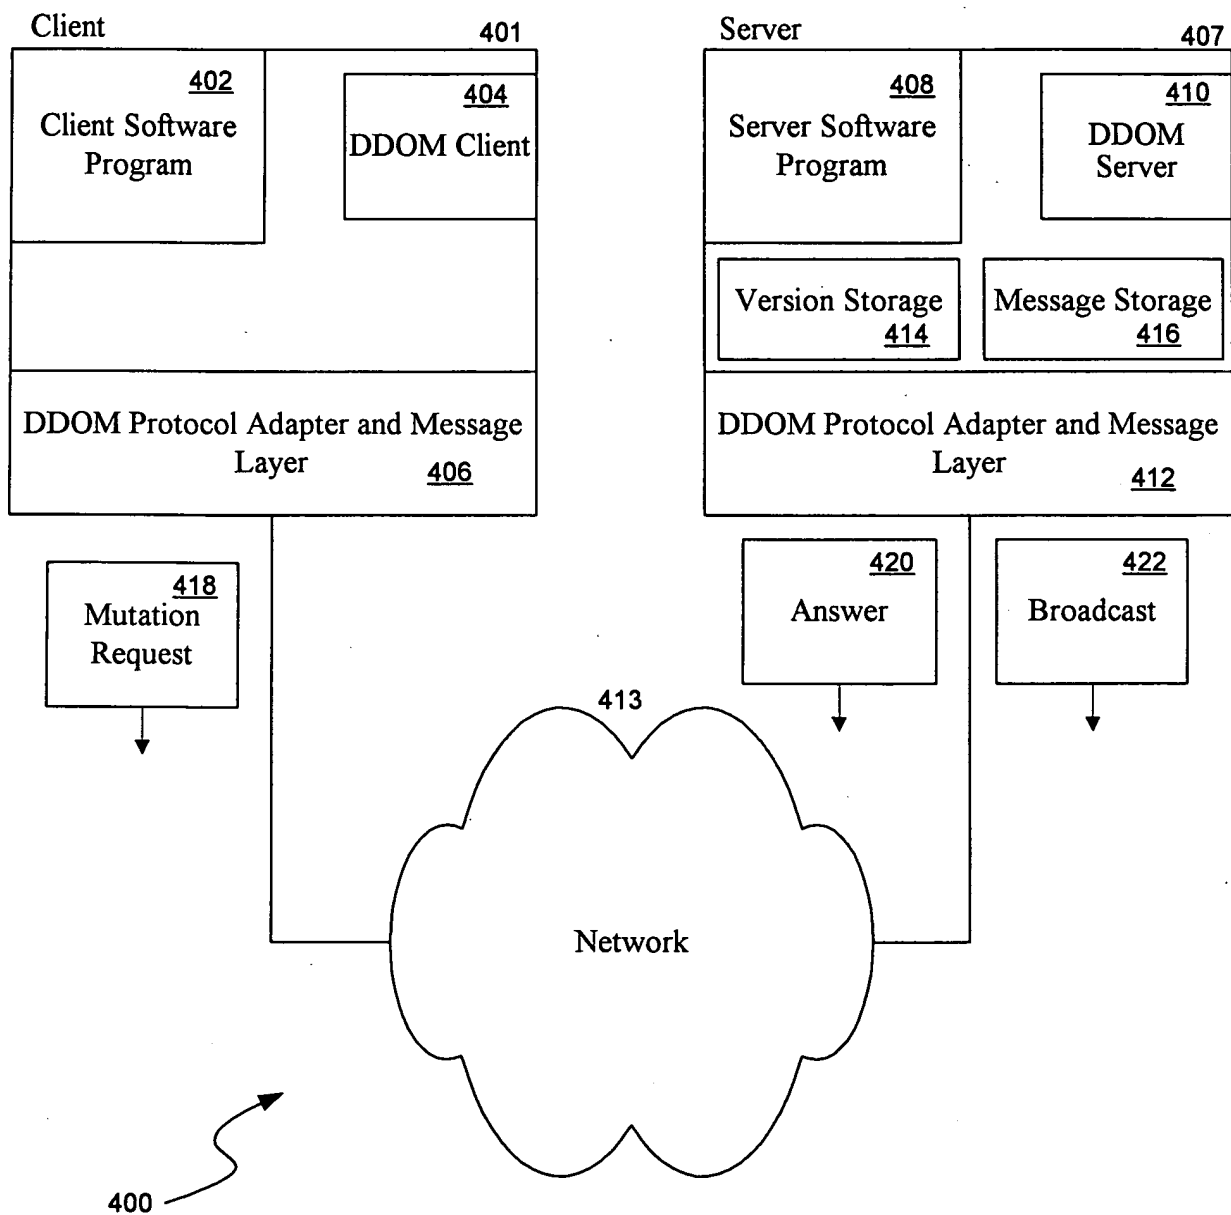 Client
401
402
Client Software
Program
404
DDOM Client
DDOM Protocol Adapter and Message
Layer
406
Server
407
408
Server Software
Program
410
DDOM
Server
Version Storage
414
Message Storage
416
DDOM Protocol Adapter and Message
Layer
412
418
Mutation
Request
420
Answer
422
Broadcast
413
Network
400